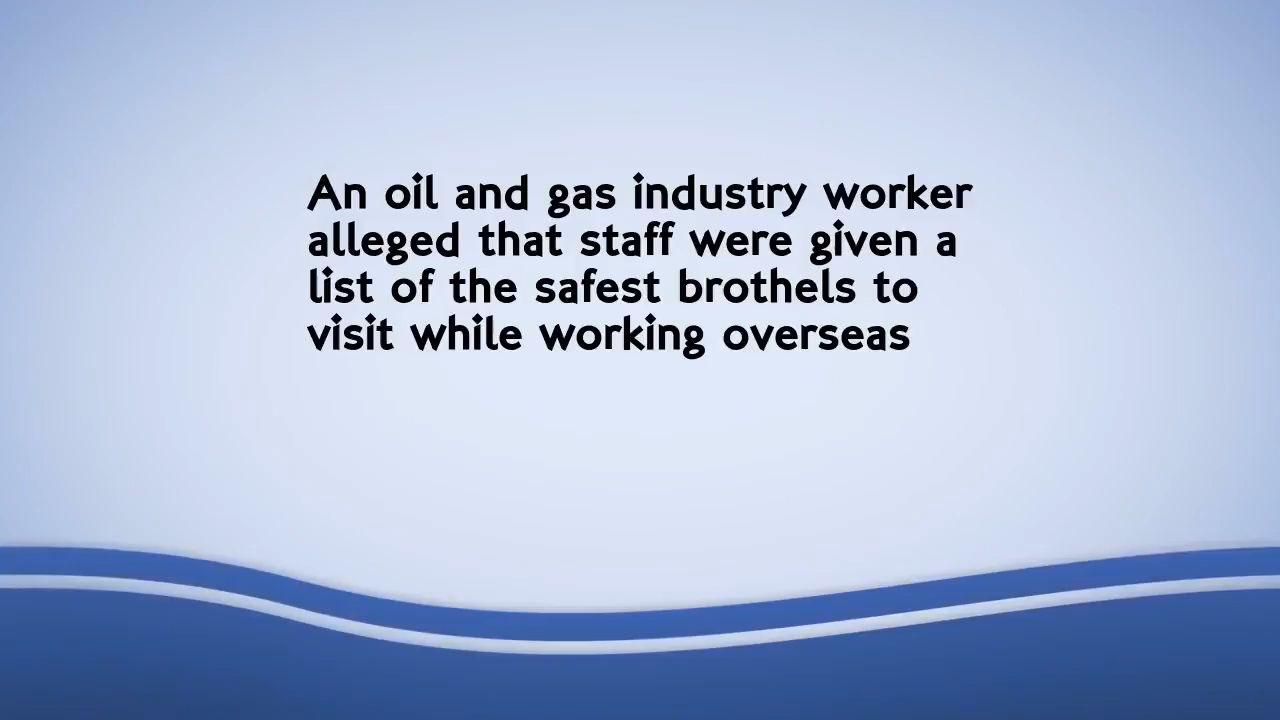 An oil and gas industry worker
alleged that staff were given a
list of the safest brothels to
visit while working overseas